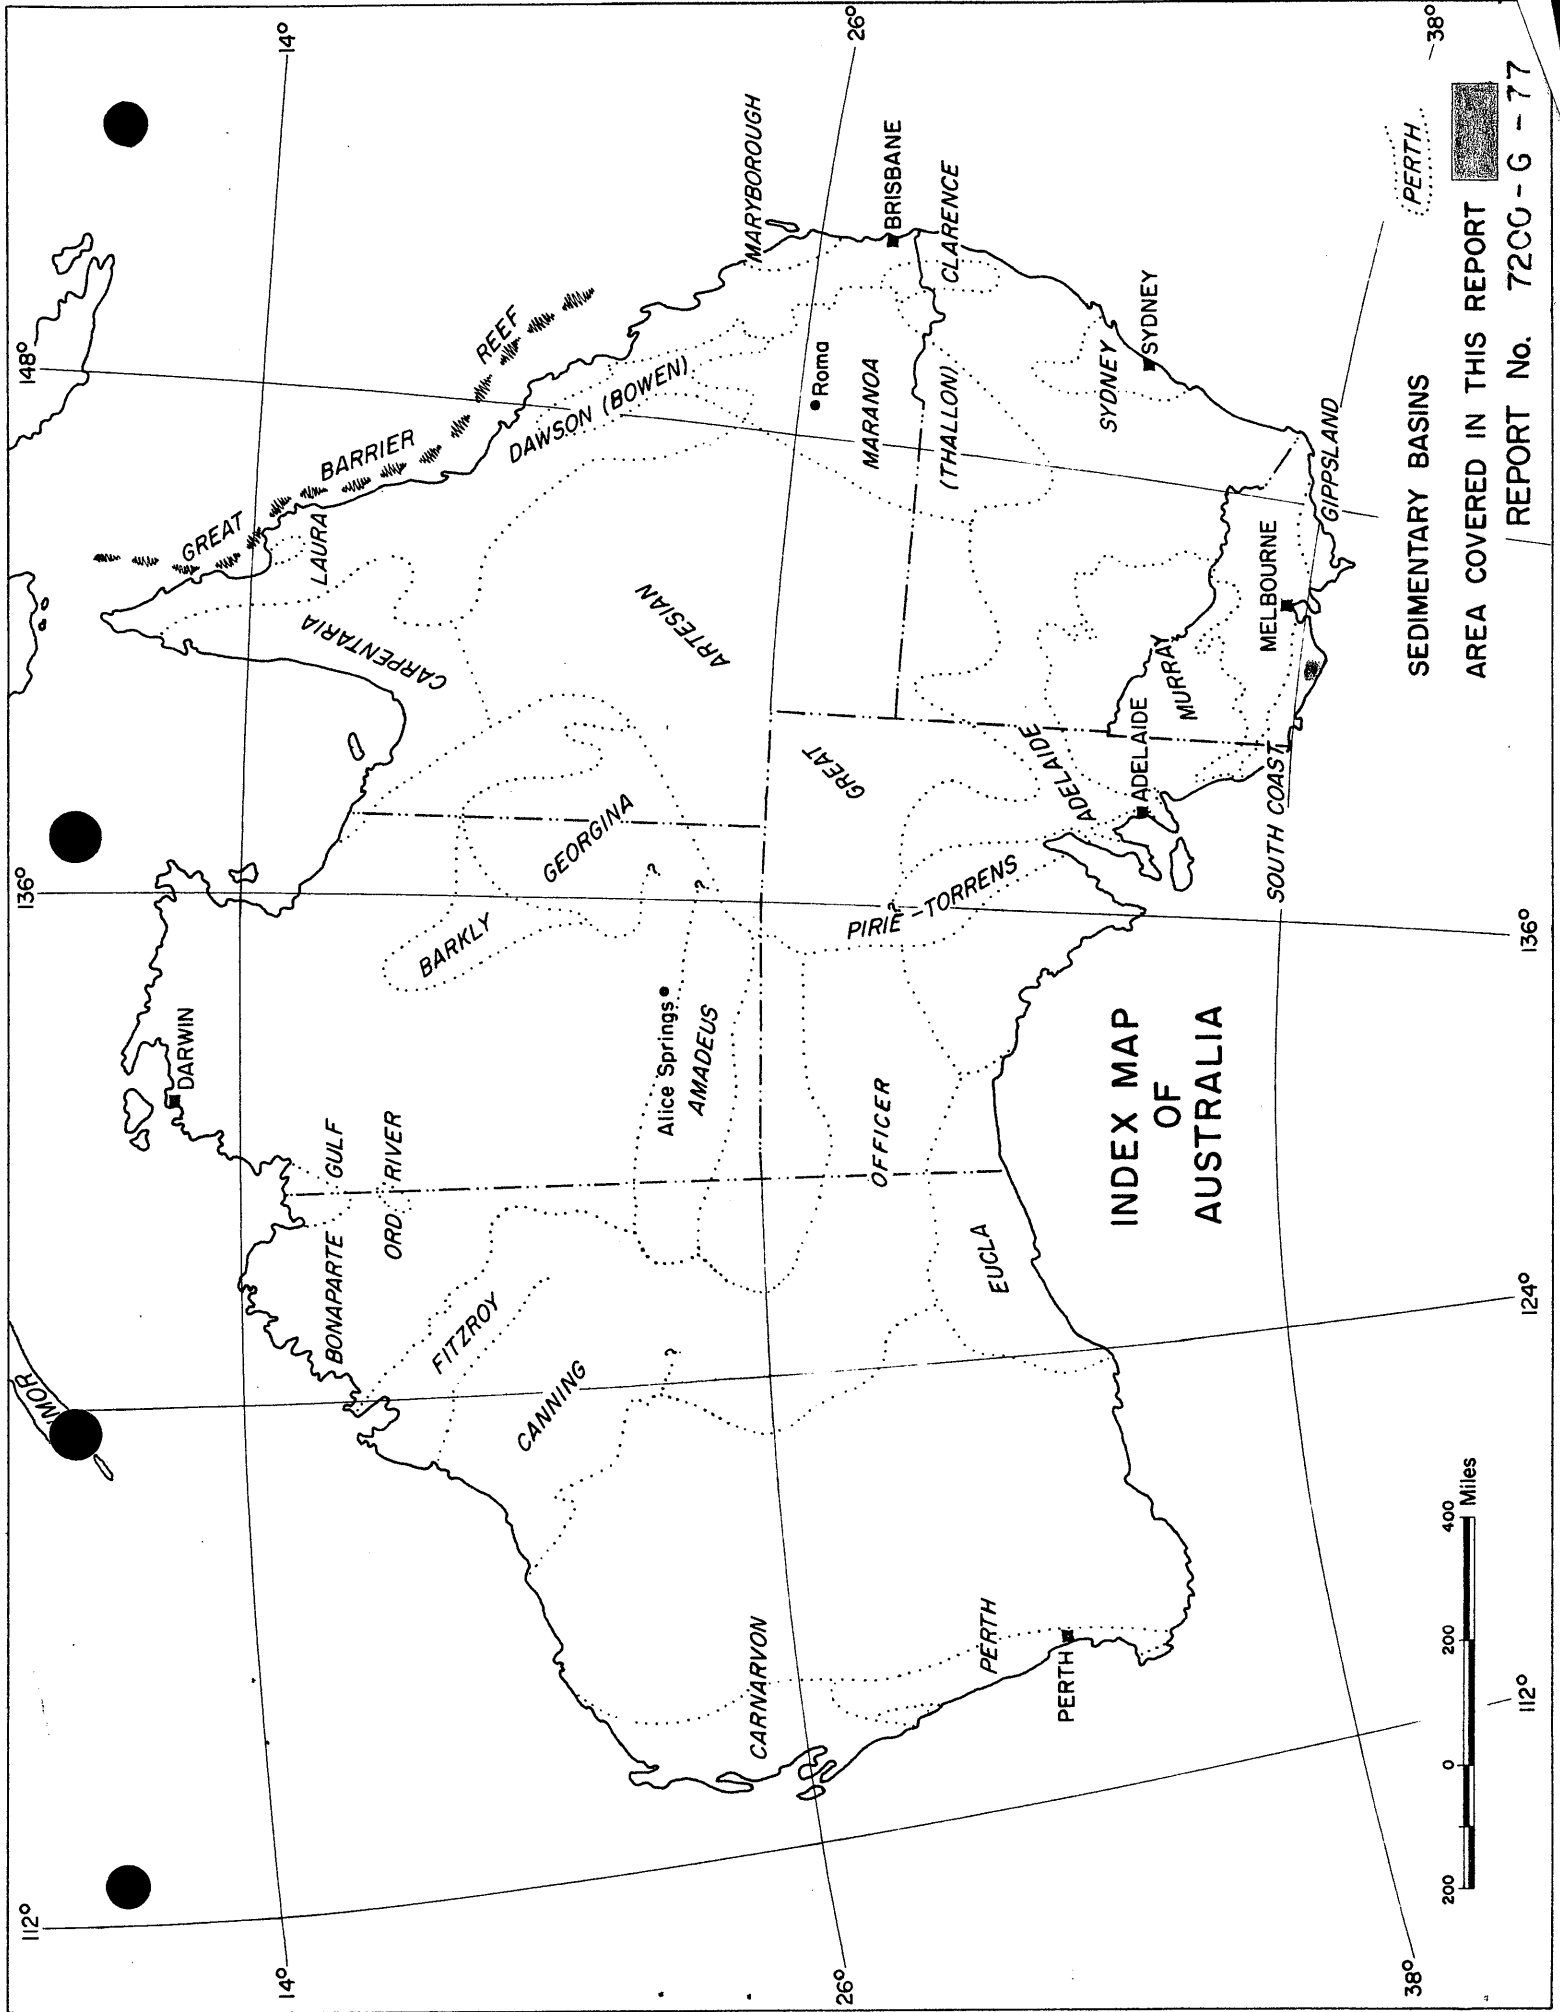 112°
124°
136°
148°
14°
14°
26°
26°
38°
38°
136°
124°
112°
DARWIN
GREAT
BARRIER
REEF
LAURA
CARPENTARIA
BONAPARTE GULF
ORD RIVER
FITZROY
CANNING
BARKLY
GEORGINA
DAWSON (BOWEN)
ARTESIAN
GREAT
Alice Springs
AMADEUS
?
?
?
?
CARNARVON
MARYBOROUGH
Roma
BRISBANE
MARANOA
(THALLON)
CLARENCE
OFFICER
PIRIE-TORRENS
EUCLA
PERTH
PERTH
ADELAIDE
ADELAIDE
MURRAY
SYDNEY
SYDNEY
MELBOURNE
GIPPSLAND
SOUTH COAST
INDEX MAP
OF
AUSTRALIA
200 0 200 400 Miles
SEDIMENTARY BASINS
PERTH
AREA COVERED IN THIS REPORT
REPORT No. 7200-G-77